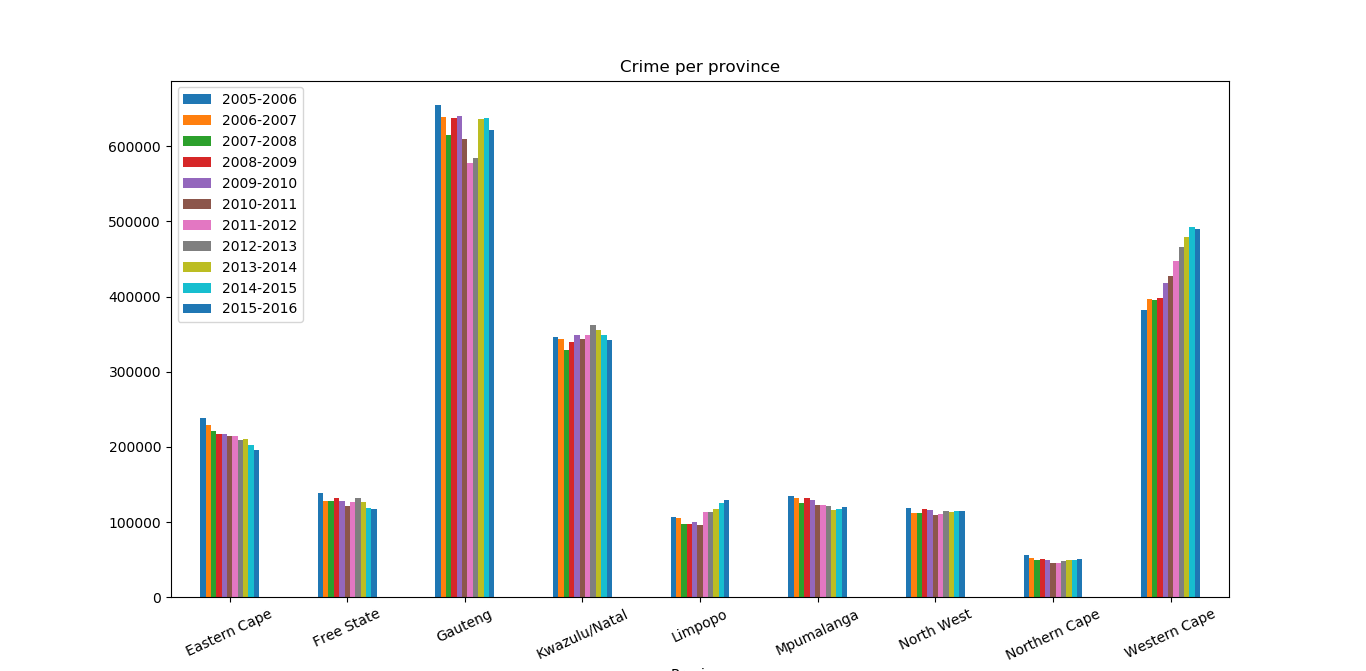 Crime per province
2005-2006
2006-2007
2007-2008
2008-2009
2009-2010
2010-2011
2011-2012
2012-2013
2013-2014
2014-2015
2015-2016
600000
500000
400000
300000
200000
100000
0
Eastern Cape
Free State
Gauteng
Kwazulu/Natal
Limpopo
Mpumalanga
North West
Northern Cape
Western Cape